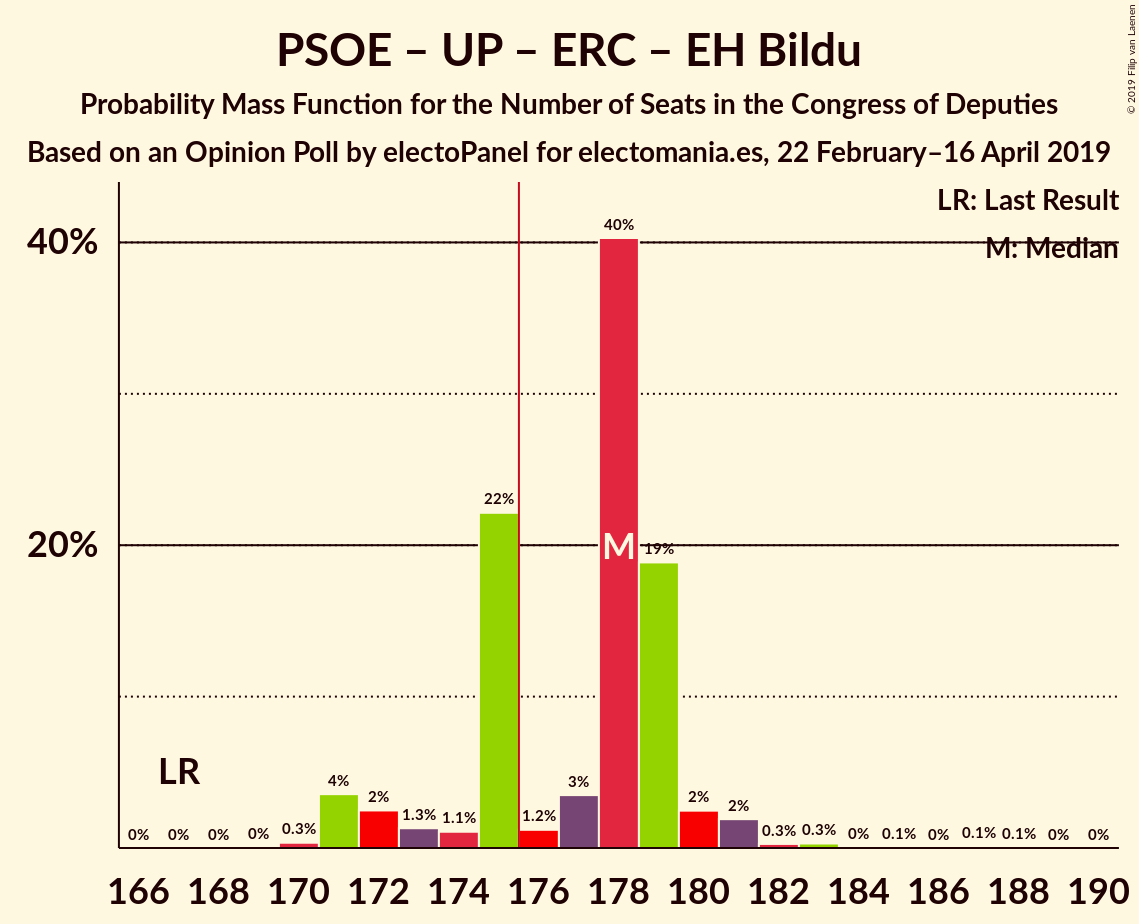 PSOE – UP – ERC – EH Bildu
Probability Mass Function for the Number of Seats in the Congress of Deputies
Based on an Opinion Poll by electoPanel for electomania.es, 22 February–16 April 2019
© 2019 Filip van Laenen
LR: Last Result
M: Median
40%
20%
LR
M
0% 0% 0% 0% 0.3% 4% 2% 1.3% 1.1% 22% 1.2% 3% 40% 19% 2% 2% 0.3% 0.3% 0% 0.1% 0% 0.1% 0.1% 0% 0%
166 168 170 172 174 176 178 180 182 184 186 188 190